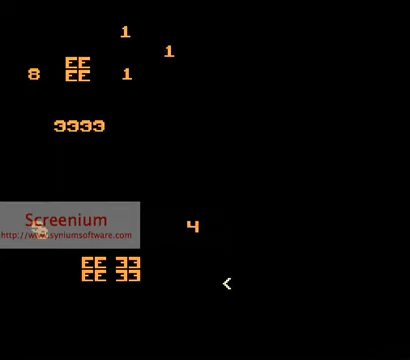 1
1
EE
8 EE 1
3333
Screenium
4
http://www.syniumsoftware.com
EE 33
EE 33
<